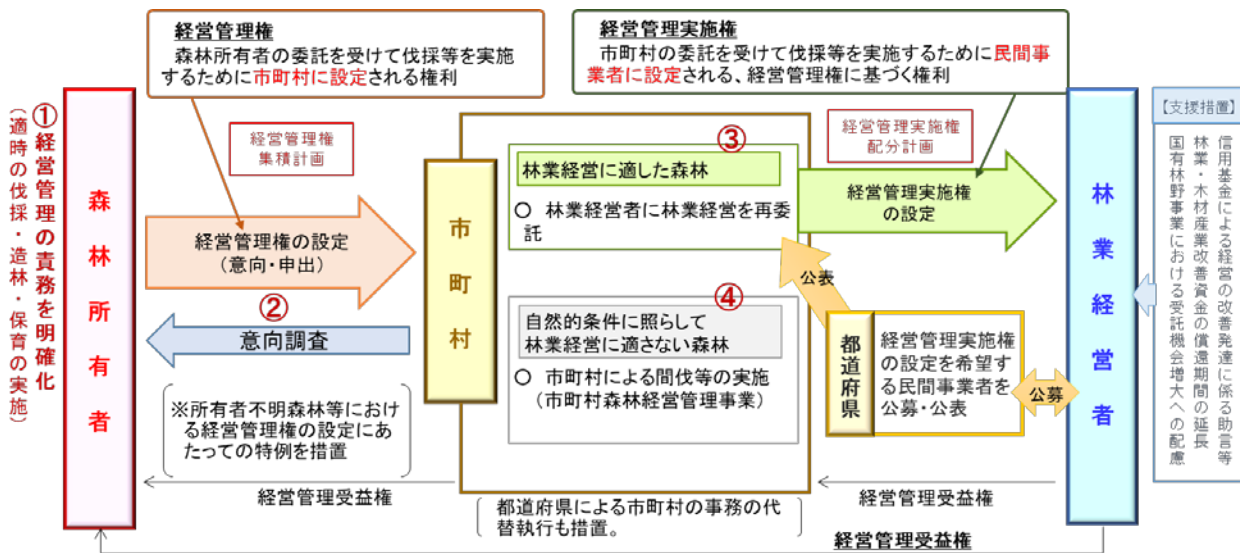 経営管理権
森林所有者の委託を受けて伐採等を実施
するために市町村に設定される権利
経営管理実施権
市町村の委託を受けて伐採等を実施するために民間事
業者に設定される、経営管理権に基づく権利
①経営管理の責務を明確化
（適時の伐採・造林・保育の実施）
森林所有者
経営管理権
集積計画
経営管理権の設定
（意向・申出）
②
意向調査
※所有者不明森林等におけ
る経営管理権の設定にあ
たっての特例を措置
経営管理受益権
市町村
③
林業経営に適した森林
○ 林業経営者に林業経営を再委
託
④
自然的条件に照らして
林業経営に適さない森林
○ 市町村による間伐等の実施
（市町村森林経営管理事業）
都道府県による市町村の事務の代
替執行も措置。
経営管理実施権
配分計画
経営管理実施権
の設定
公表
都道府県
経営管理実施権
の設定を希望す
る民間事業者を
公募・公表
公募
経営管理受益権
経営管理受益権
林業経営者
【支援措置】
信用基金による経営の改善発達に係る助言等
林業・木材産業改善資金の償還期間の延長
国有林野事業における受託機会増大への配慮